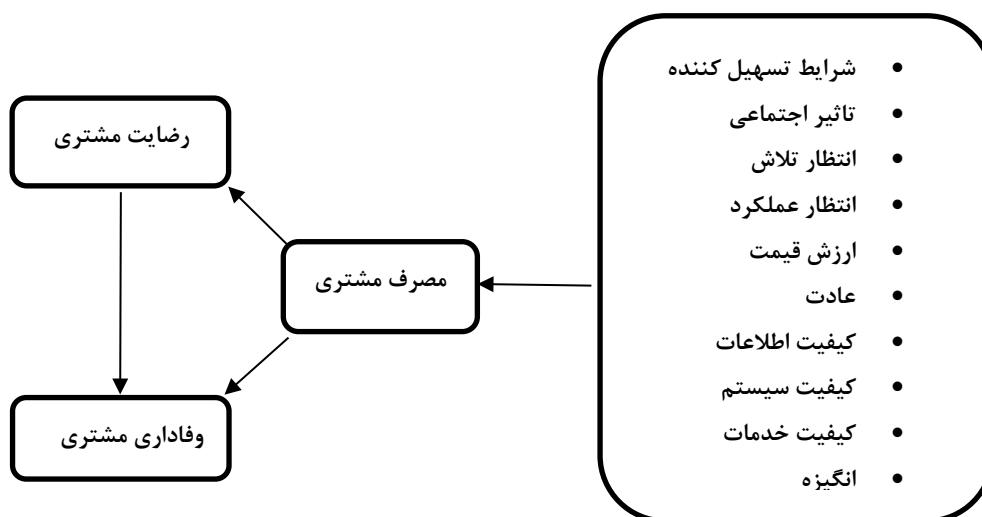 شرایط تسهیل کننده
تاثیر اجتماعی
انتظار تلاش
انتظار عملکرد
ارزش قیمت
عادت
کیفیت اطلاعات
کیفیت سیستم
کیفیت خدمات
انگیزه
مصرف مشتری
رضایت مشتری
وفاداری مشتری